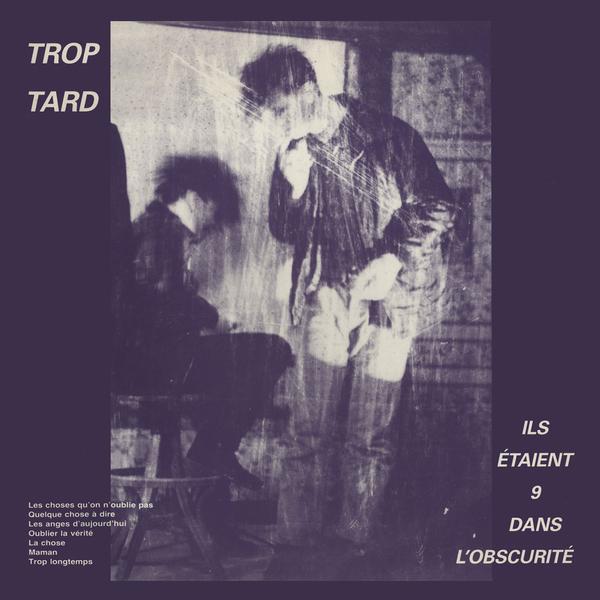 TROP
TARD
ILS
ÉTAIENT
9
DANS
L'OBSCURITÉ
Les choses qu'on n'oublie pas
Quelque chose à dire
Les anges d'aujourd'hui
Oublier la vérité
La chose
Maman
Trop longtemps